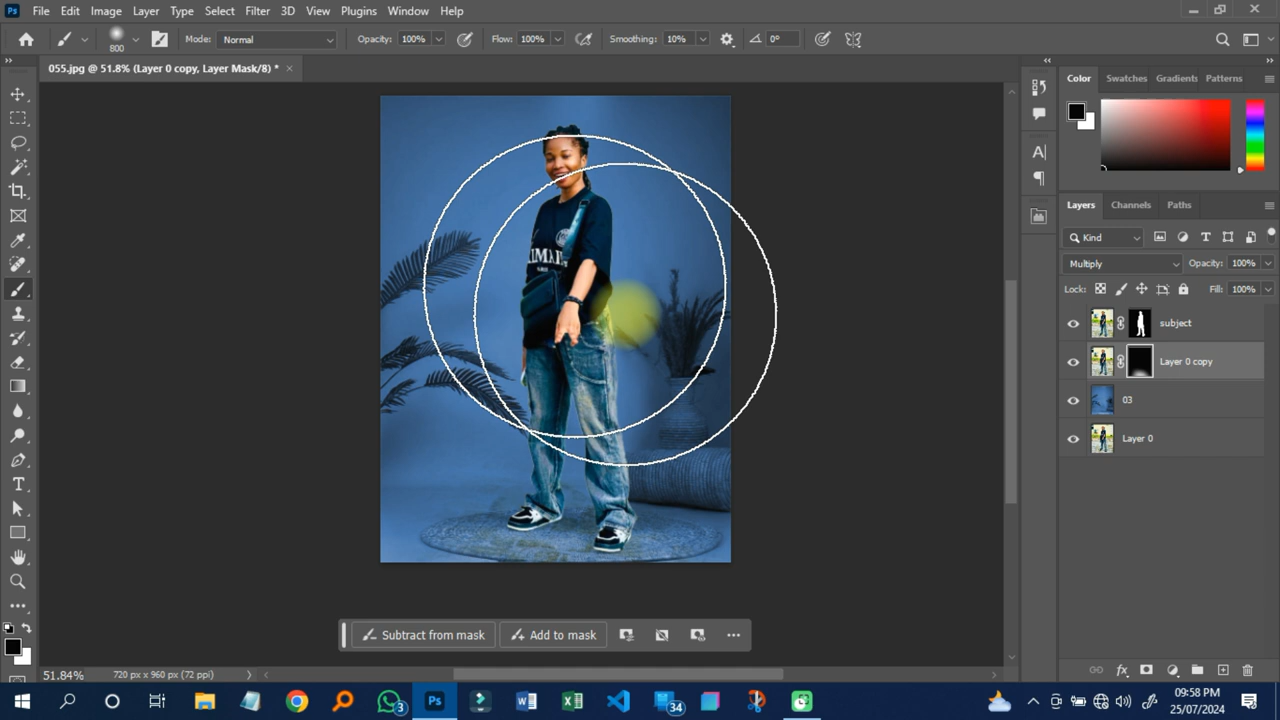 Ps File Edit Image Layer Type Select Filter 3D View Plugins Window Help
800 Mode: Normal Opacity: 100% Flow: 100% Smoothing: 10% 0°
055.jpg @ 51.8% (Layer 0 copy, Layer Mask/8) *
Color Swatches Gradients Patterns
Layers Channels Paths
Kind
Multiply Opacity: 100%
Lock: Fill: 100%
subject
Layer 0 copy
03
Layer 0
Subtract from mask Add to mask
51.84% 720 px x 960 px (72 ppi)
3 Ps 34 09:58 PM
25/07/2024